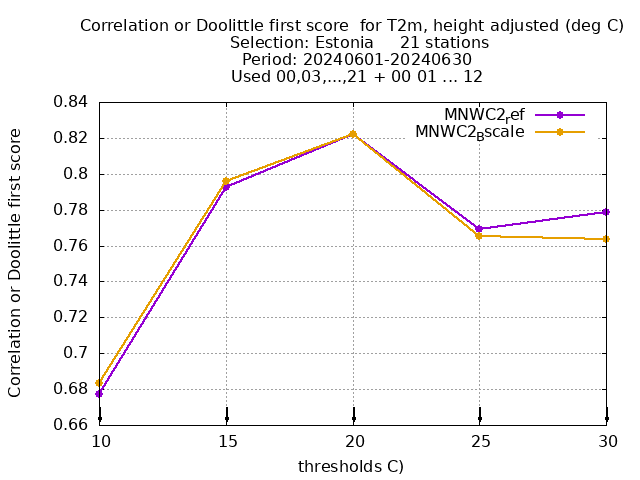 Correlation or Doolittle first score  for T2m, height adjusted (deg C)
Selection: Estonia     21 stations
Period: 20240601-20240630
Used 00,03,...,21 + 00 01 ... 12
MNWC2ref
MNWC2Bscale
Correlation or Doolittle first score
0.84
0.82
0.8
0.78
0.76
0.74
0.72
0.7
0.68
0.66
10 15 20 25 30
thresholds C)